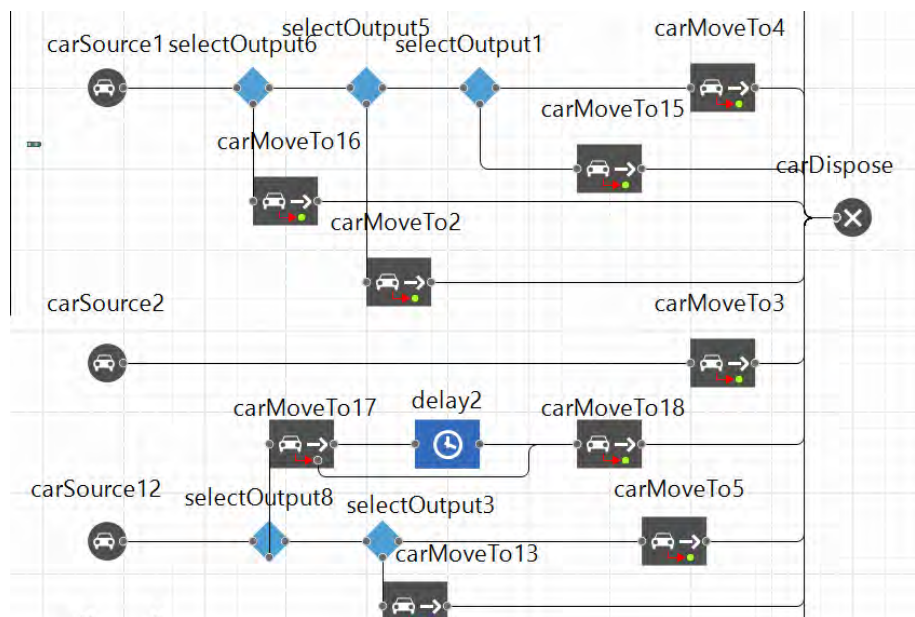 carSource1
selectOutput6
selectOutput5
selectOutput1
carMoveTo4
carMoveTo15
carMoveTo16
carDispose
carMoveTo2
carSource2
carMoveTo3
carMoveTo17
delay2
carMoveTo18
carSource12
selectOutput8
selectOutput3
carMoveTo5
carMoveTo13